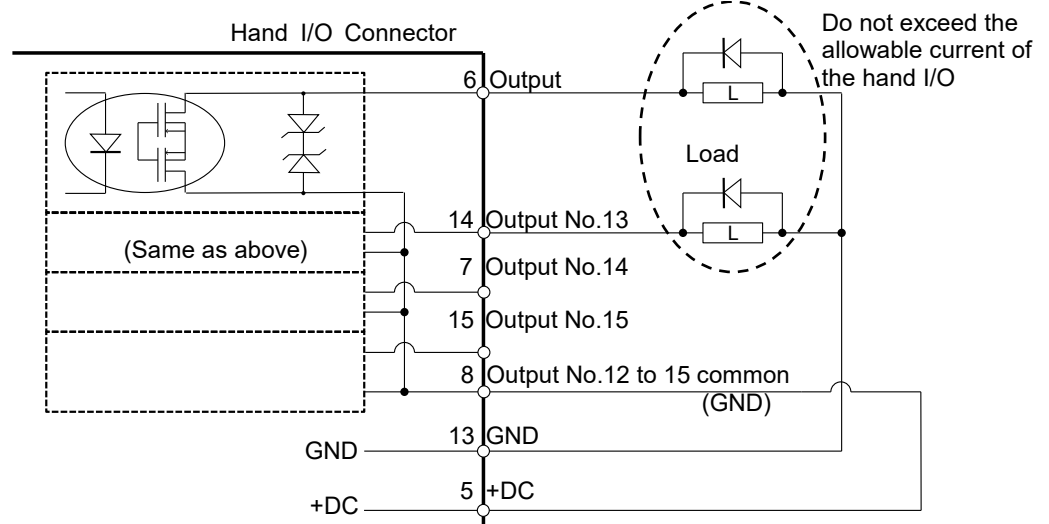 Hand I/O Connector
Do not exceed the
allowable current of
the hand I/O
6 Output
L
Load
14 Output No.13
L
(Same as above)
7 Output No.14
15 Output No.15
8 Output No.12 to 15 common
(GND)
GND 13 GND
+DC 5 +DC